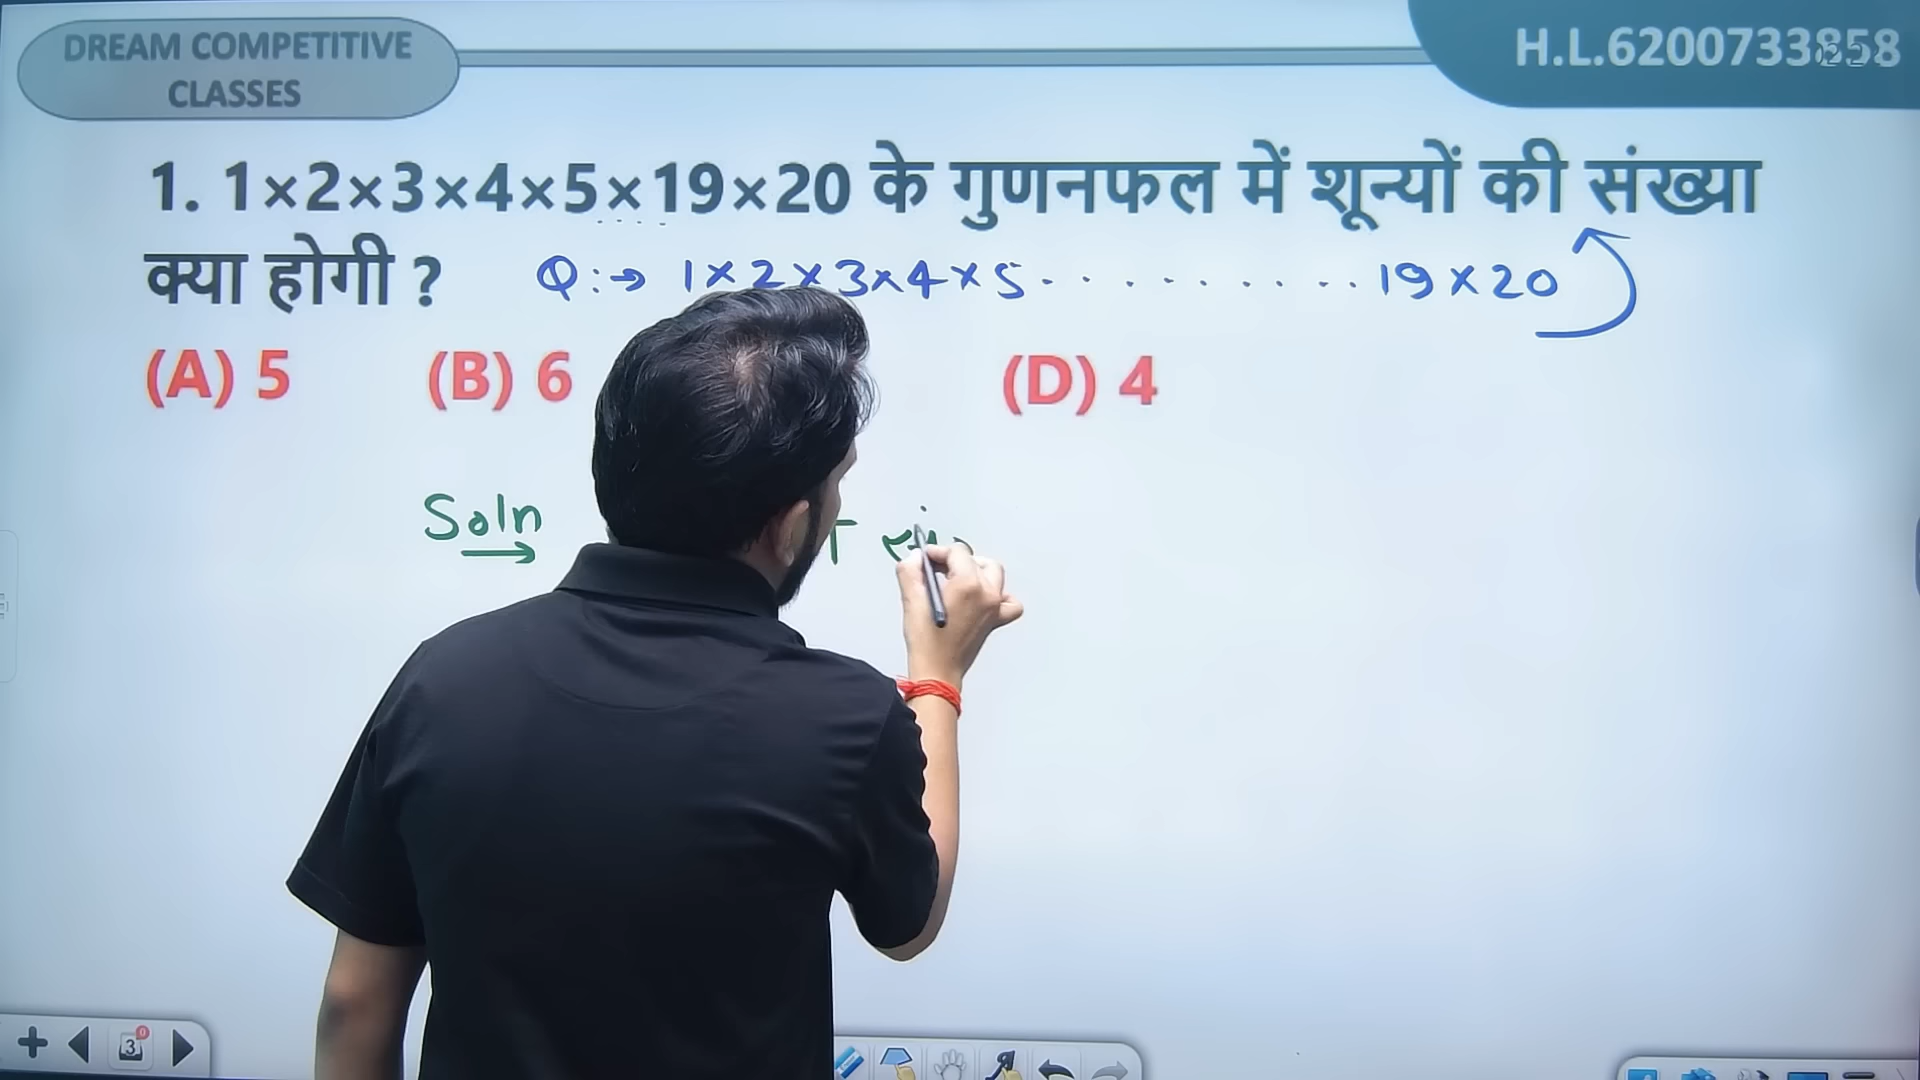 DREAM COMPETITIVE
CLASSES
H.L.6200733858
1. 1×2×3×4×5×19×20 के गुणनफल में शून्यों की संख्या
क्या होगी ?
Q:→ 1×2×3×4×5..........19×20
(A) 5 (B) 6 (D) 4
Soln
3